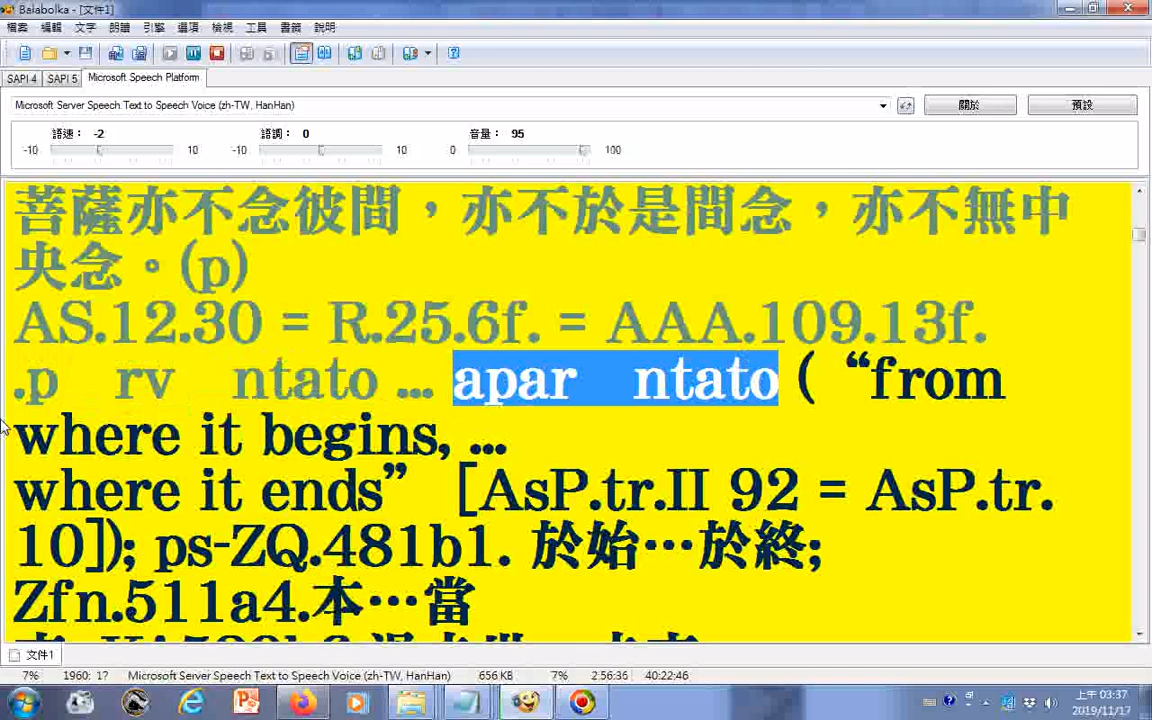 Balabolka - [文件1]
檔案 編輯 文字 朗讀 引擎 選項 檢視 工具 書籤 說明
SAPI 4 SAPI 5 Microsoft Speech Platform
Microsoft Server Speech Text to Speech Voice (zh-TW, HanHan) 關於 預設
語速： -2 語調： 0 音量： 95
-10 10 -10 10 0 100
菩薩亦不念彼間，亦不於是間念，亦不無中
央念。(p)
AS.12.30 = R.25.6f. = AAA.109.13f.
.p rv ntato ... apar ntato ( “from
where it begins, ...
where it ends” [AsP.tr.II 92 = AsP.tr.
10]); ps-ZQ.481b1. 於始…於終;
Zfn.511a4.本…當
文件1
7% 1960: 1? Microsoft Server Speech Text to Speech Voice (zh-TW, HanHan) 656 KB 7% 2:56:36 40:22:46
上午 03:37
2019/11/17